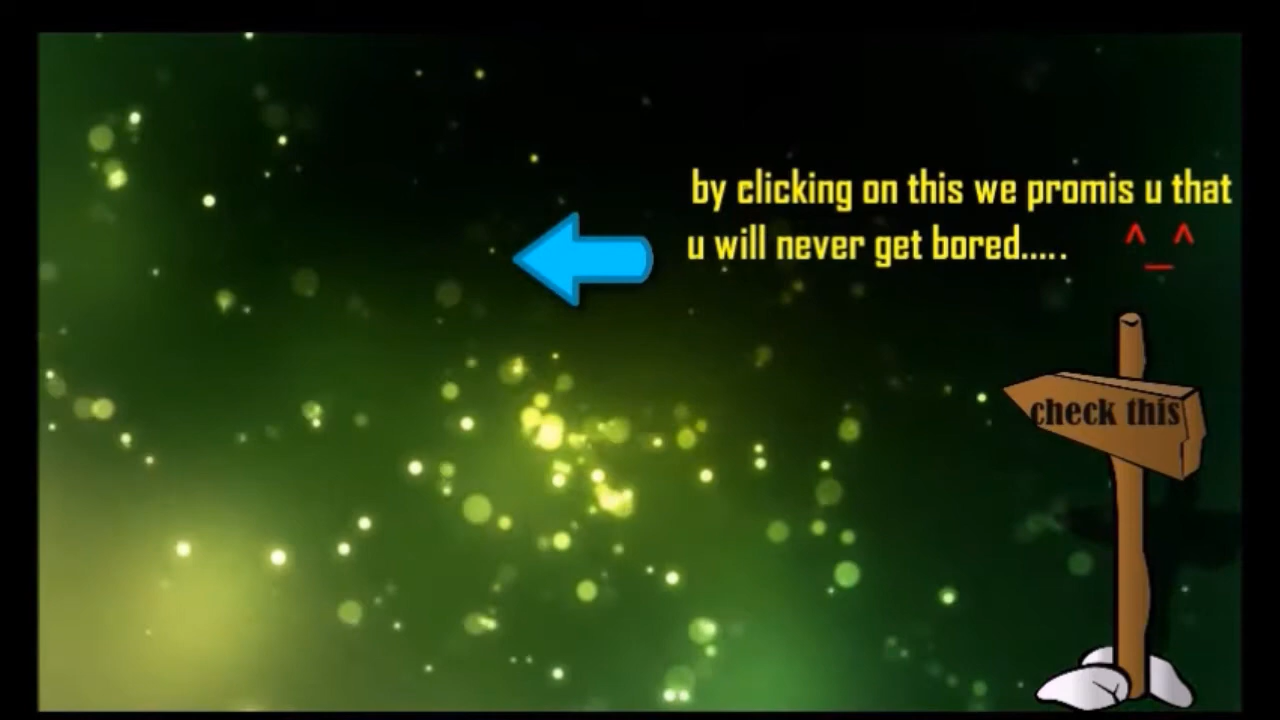 by clicking on this we promis u that
u will never get bored..... ^_^
check this